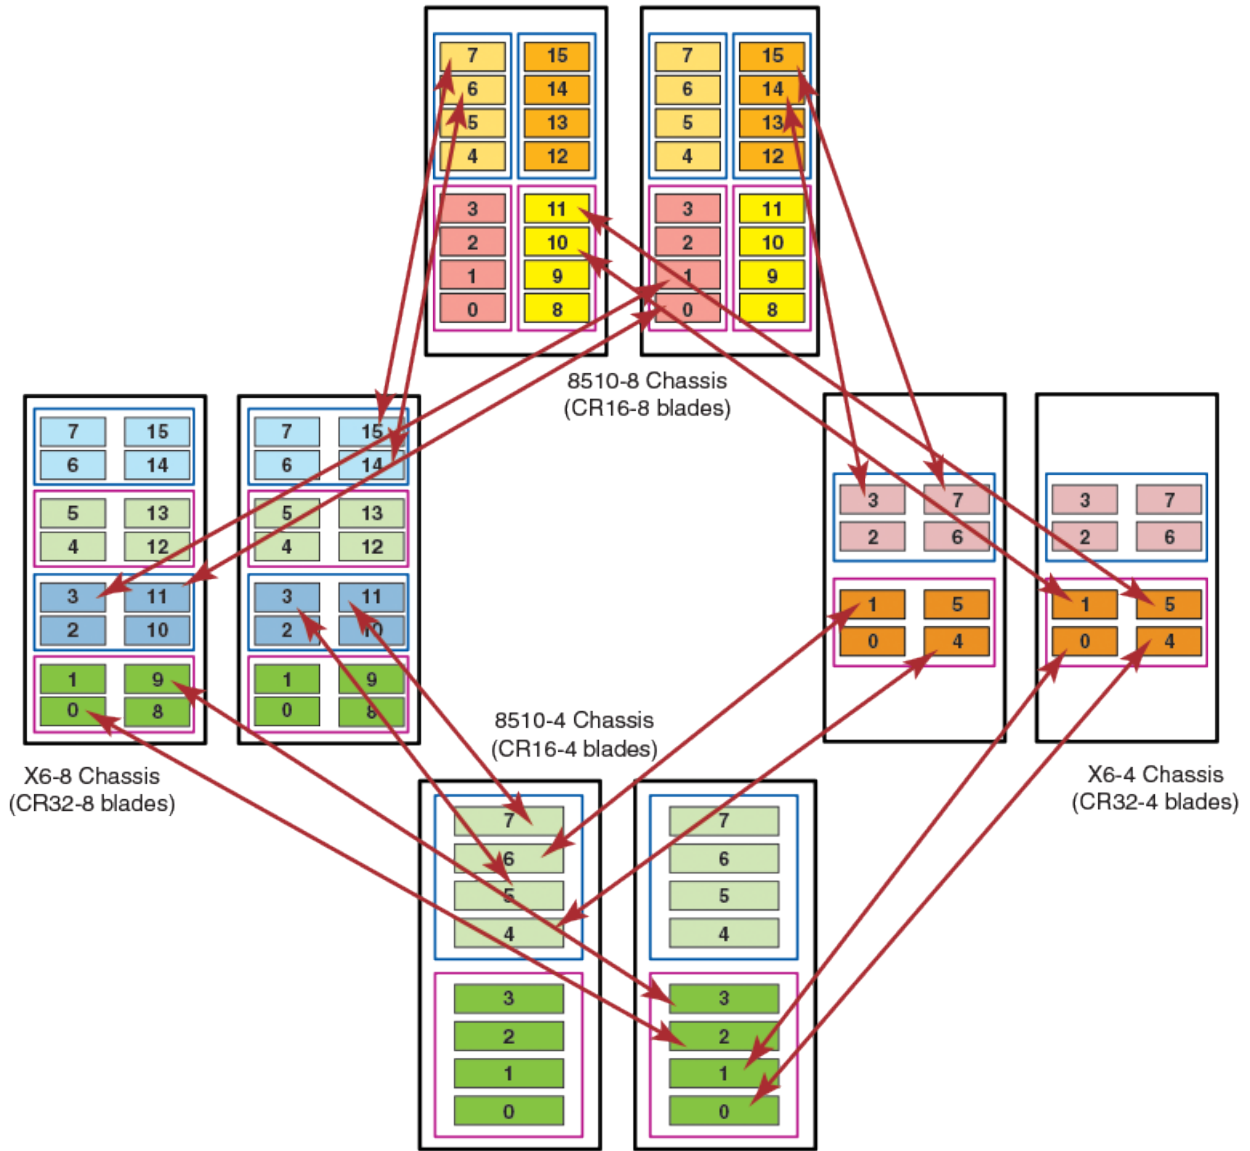 7 15 7 15
6 14 6 14
5 13 5 13
4 12 4 12
3 11 3 11
2 10 2 10
1 9 1 9
0 8 0 8
8510-8 Chassis
(CR16-8 blades)
7 15 7 15
6 14 6 14
5 13 5 13
4 12 4 12
3 11 3 11
2 10 2 10
1 9 1 9
0 8 0 8
3 7 3 7
2 6 2 6
1 5 1 5
0 4 0 4
X6-8 Chassis
(CR32-8 blades)
8510-4 Chassis
(CR16-4 blades)
X6-4 Chassis
(CR32-4 blades)
7 7
6 6
5 5
4 4
3 3
2 2
1 1
0 0